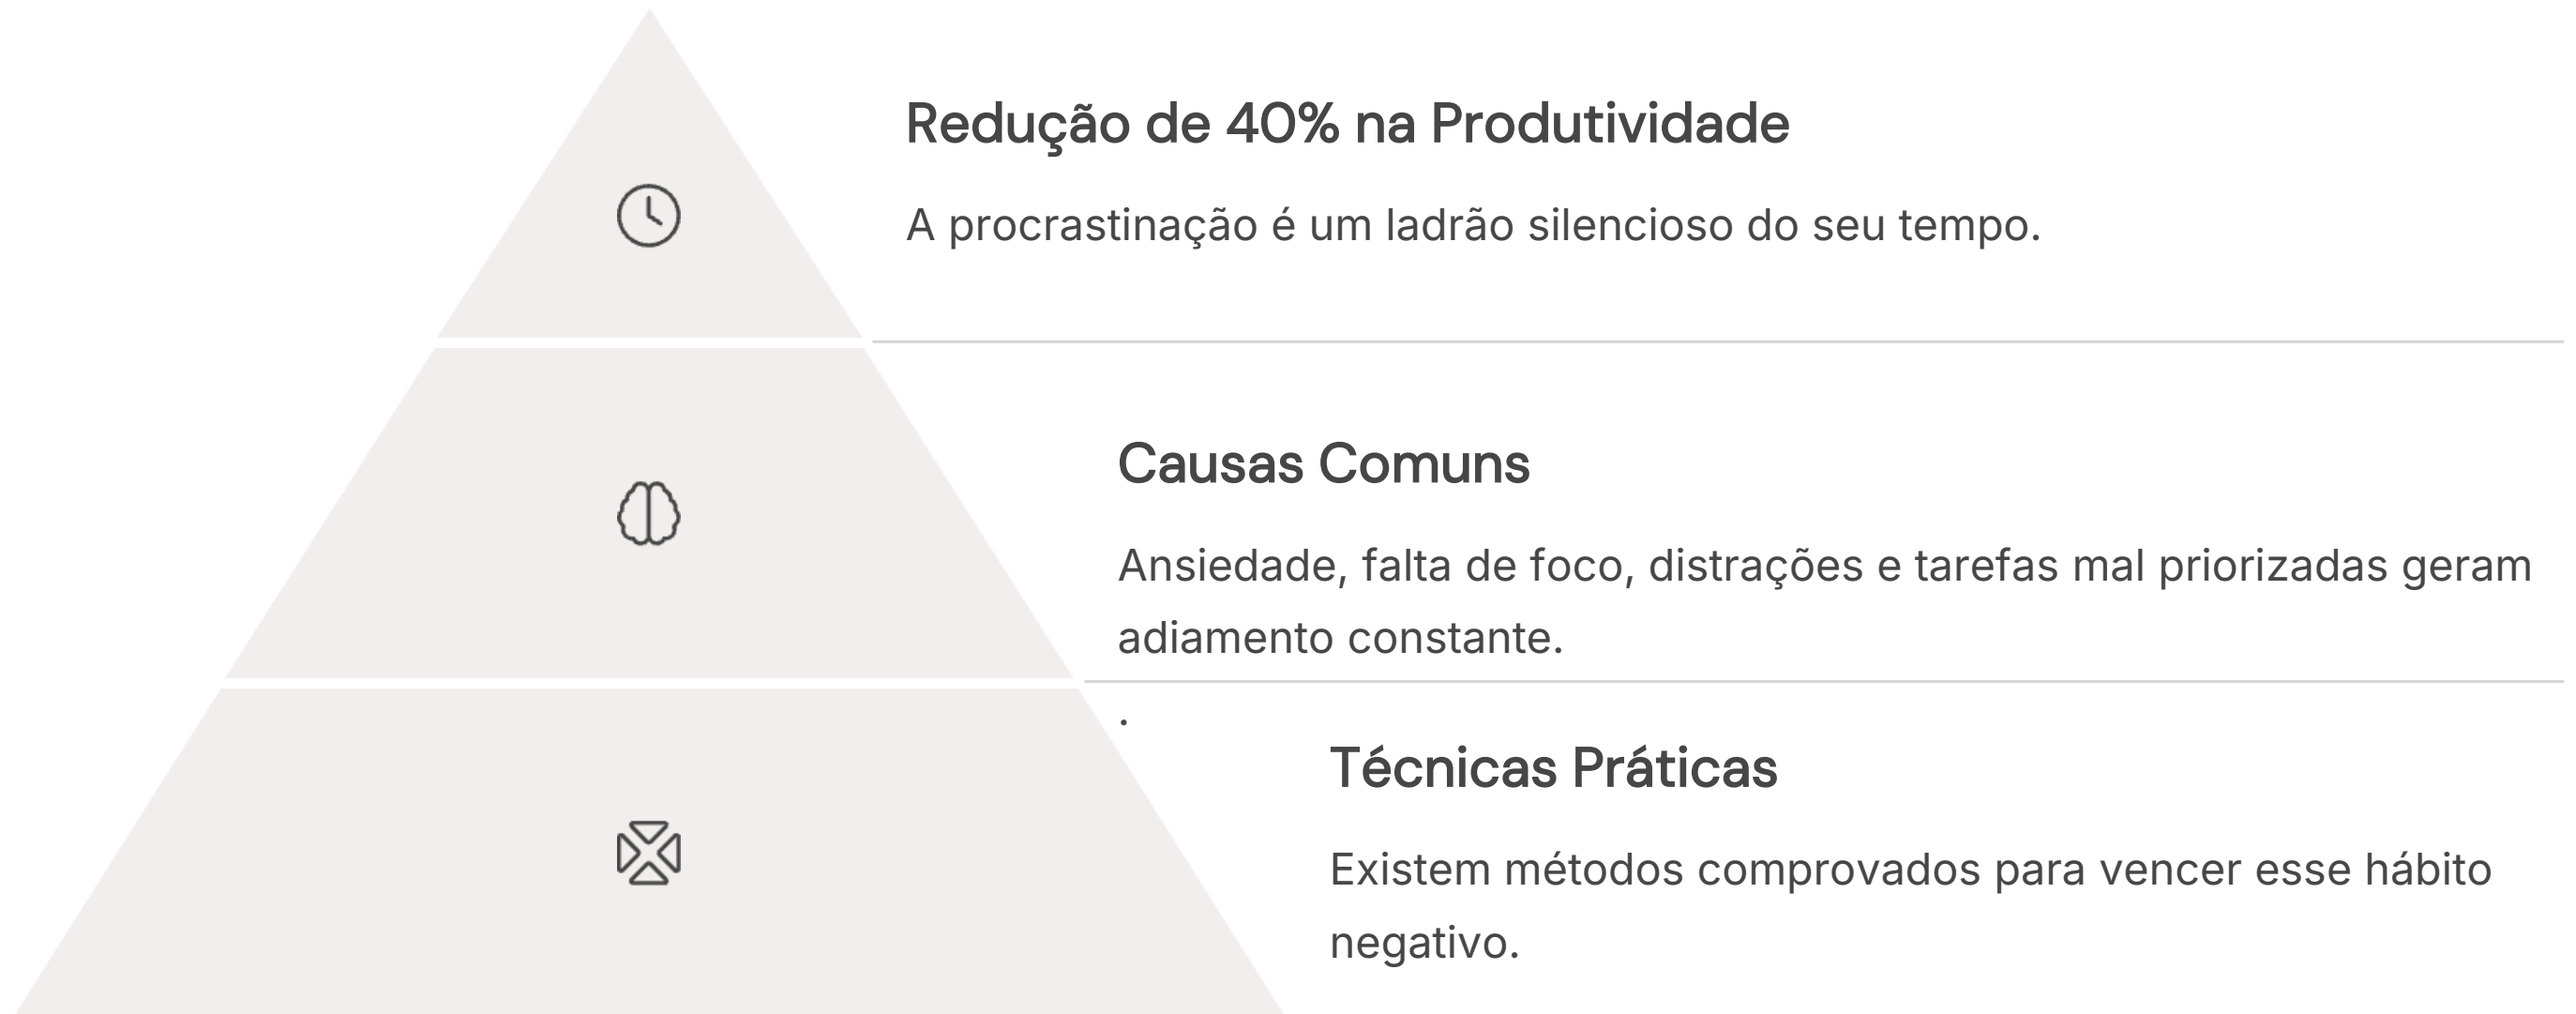 Redução de 40% na Produtividade
A procrastinação é um ladrão silencioso do seu tempo.
Causas Comuns
Ansiedade, falta de foco, distrações e tarefas mal priorizadas geram
adiamento constante.
.
Técnicas Práticas
Existem métodos comprovados para vencer esse hábito
negativo.